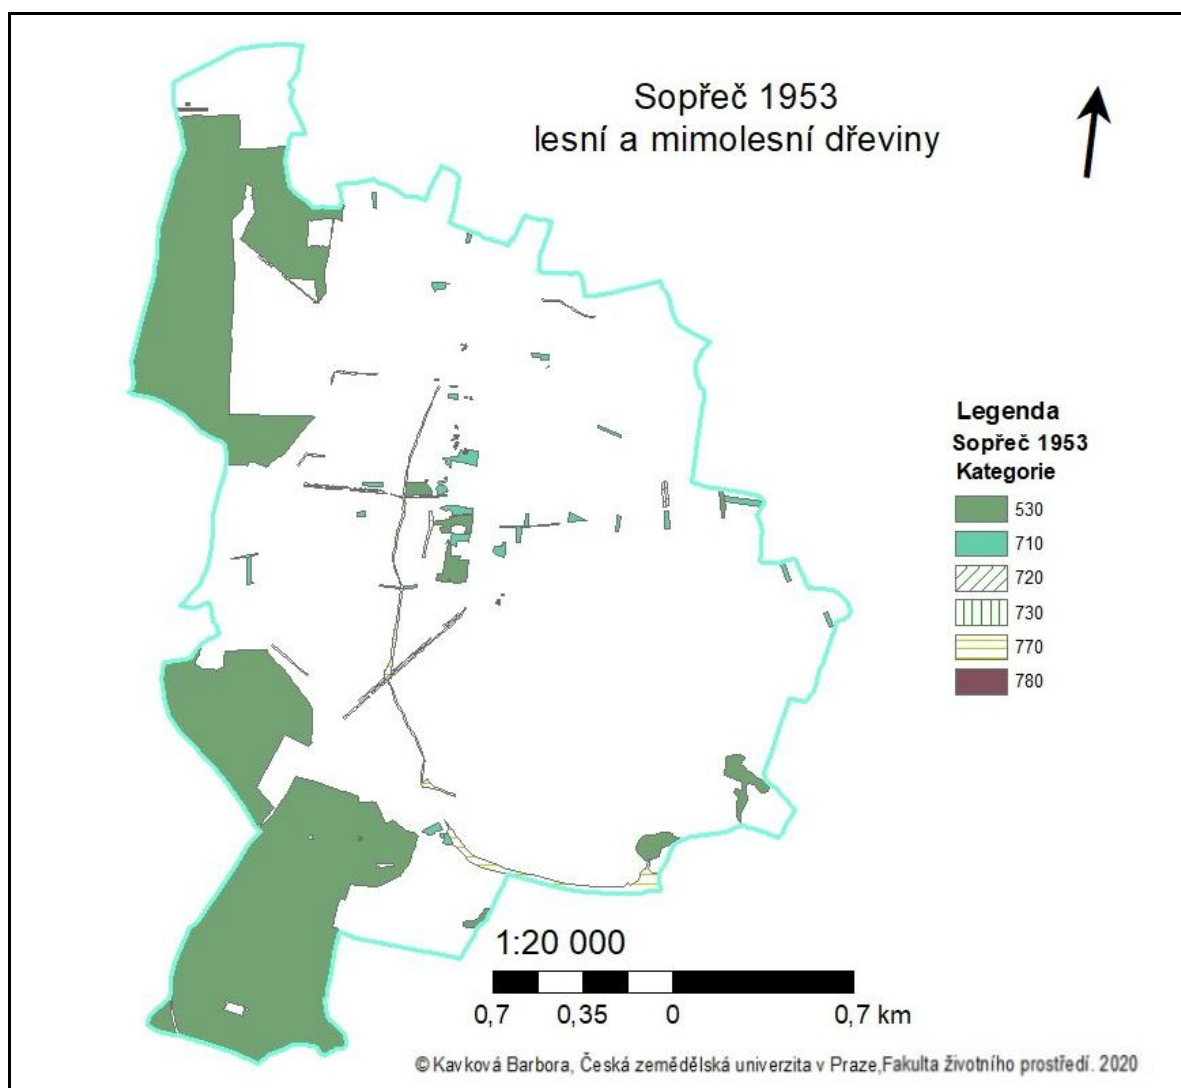 Sopřeč 1953
lesní a mimolesní dřeviny
Legenda
Sopřeč 1953
Kategorie
530
710
720
730
770
780
1:20 000
0,7 0,35 0 0,7 km
© Kavková Barbora, Česká zemědělská univerzita v Praze,Fakulta životního prostředí. 2020